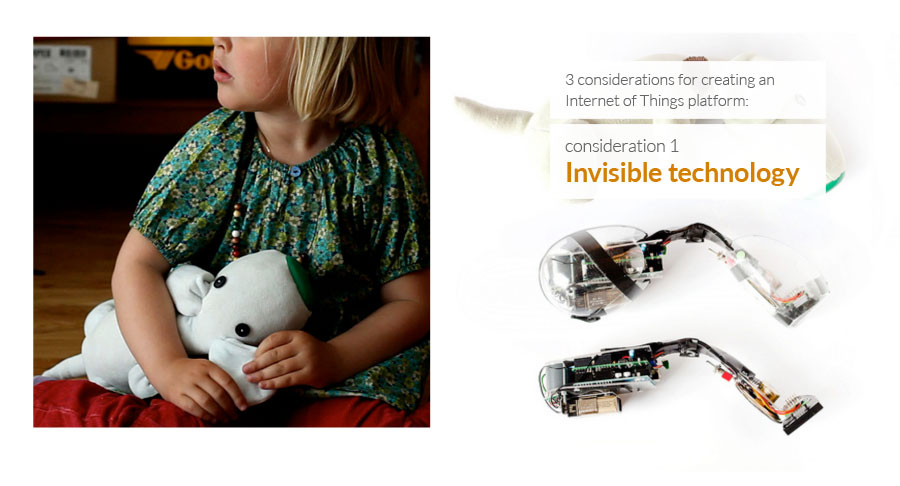 3 considerations for creating an
Internet of Things platform:
consideration 1
Invisible technology